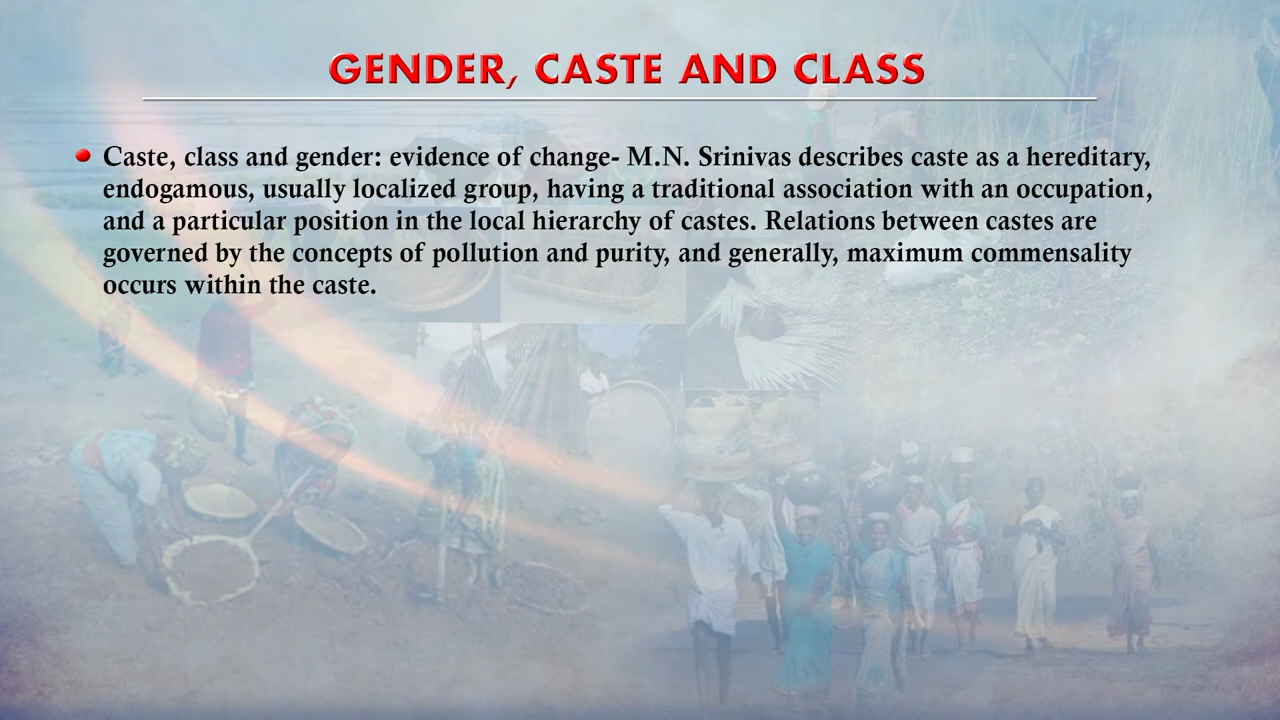 GENDER, CASTE AND CLASS
Caste, class and gender: evidence of change- M.N. Srinivas describes caste as a hereditary,
endogamous, usually localized group, having a traditional association with an occupation,
and a particular position in the local hierarchy of castes. Relations between castes are
governed by the concepts of pollution and purity, and generally, maximum commensality
occurs within the caste.